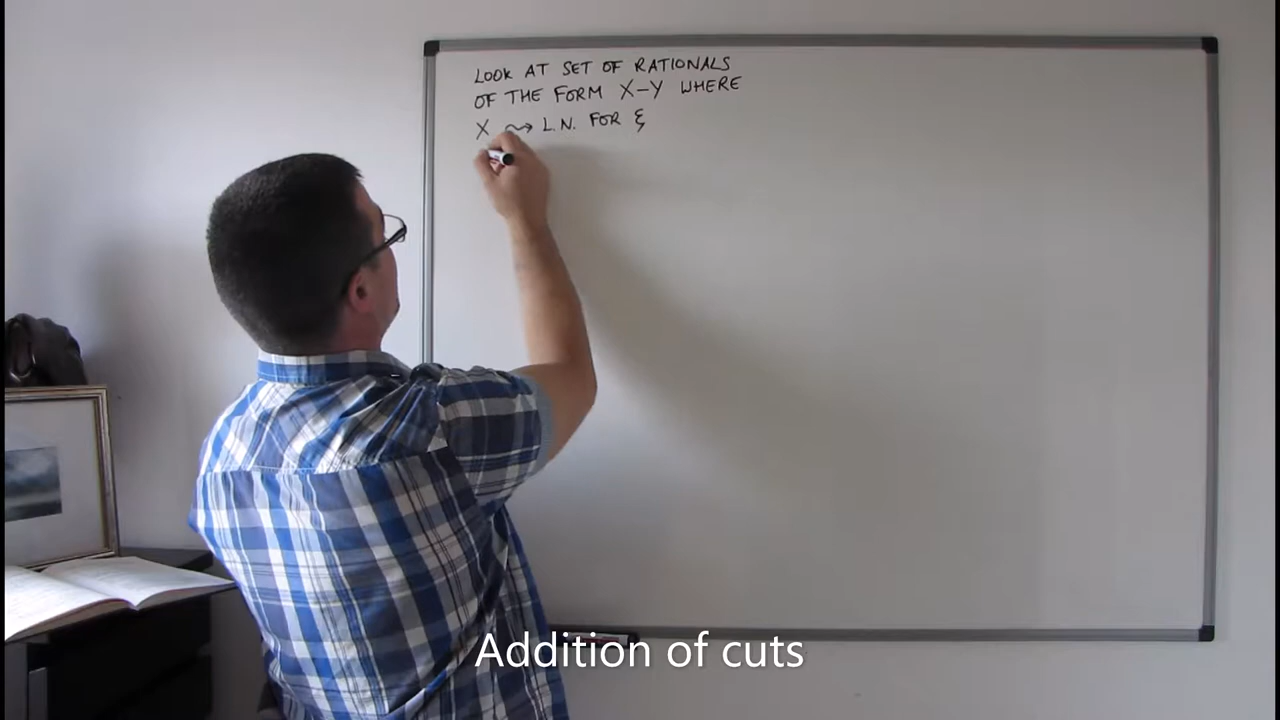 LOOK AT SET OF RATIONALS
OF THE FORM X-Y WHERE
X ⇝ L.N. FOR ξ
Addition of cuts